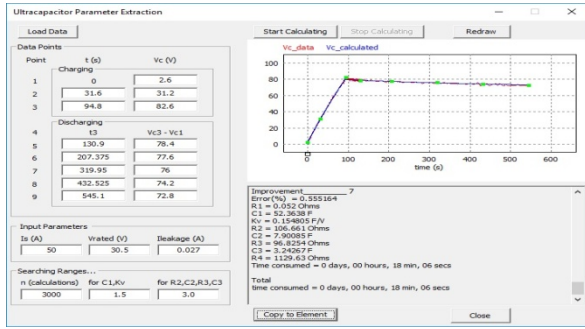 Ultracapacitor Parameter Extraction
Load Data
Start Calculating Stop Calculating Redraw
Data Points
Point t (s) Vc (V)
Charging
1 0 2.6
2 31.6 31.2
3 94.8 82.6
Discharging
4 t3 Vc3 - Vc1
5 130.9 78.4
6 207.375 77.6
7 319.95 76
8 432.525 74.2
9 545.1 72.8
Input Parameters
Is (A) Vrated (V) Ileakage (A)
50 30.5 0.027
Searching Ranges...
n (calculations) for C1,Kv for R2,C2,R3,C3
3000 1.5 3.0
Vc_data Vc_calculated
100
80
60
40
20
0
0 100 200 300 400 500 600
time (s)
Improvement________ 7
Error(%) = 0.555164
R1 = 0.052 Ohms
C1 = 52.3638 F
Kv = 0.154805 F/V
R2 = 106.661 Ohms
C2 = 7.90085 F
R3 = 96.8254 Ohms
C3 = 3.24267 F
R4 = 1129.63 Ohms
Time consumed = 0 days, 00 hours, 18 min, 06 secs
Total
time consumed = 0 days, 00 hours, 18 min, 06 secs
Copy to Element Close